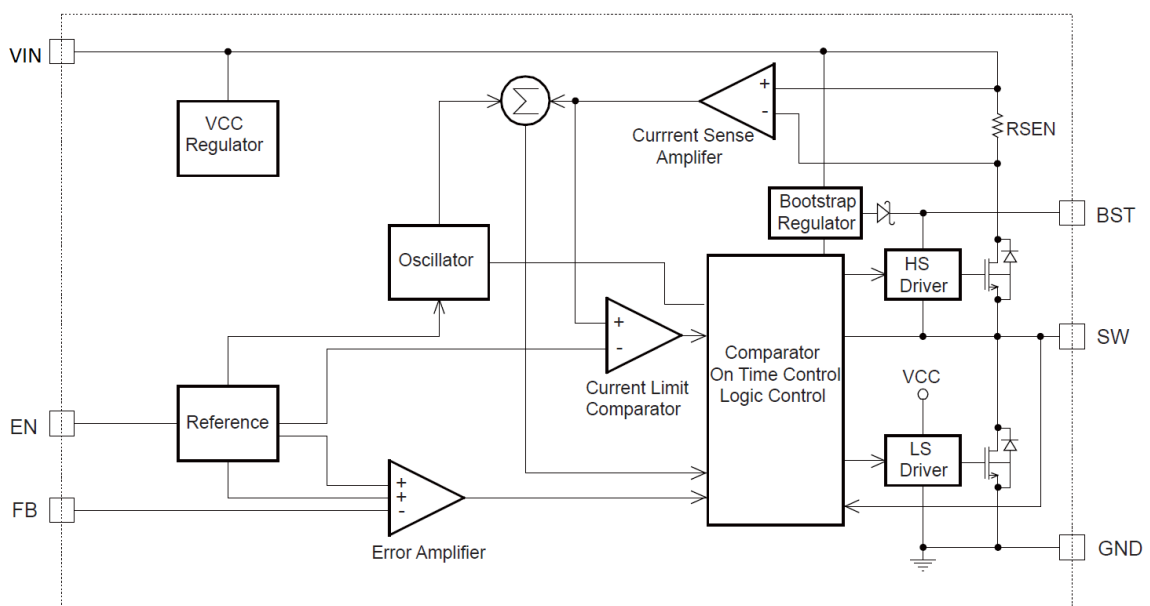 VIN
VCC
Regulator
Σ
+
-
Currrent Sense
Amplifer
RSEN
Bootstrap
Regulator
BST
Oscillator
HS
Driver
+
-
Current Limit
Comparator
Comparator
On Time Control
Logic Control
SW
VCC
EN
Reference
LS
Driver
+
+
-
FB
Error Amplifier
GND